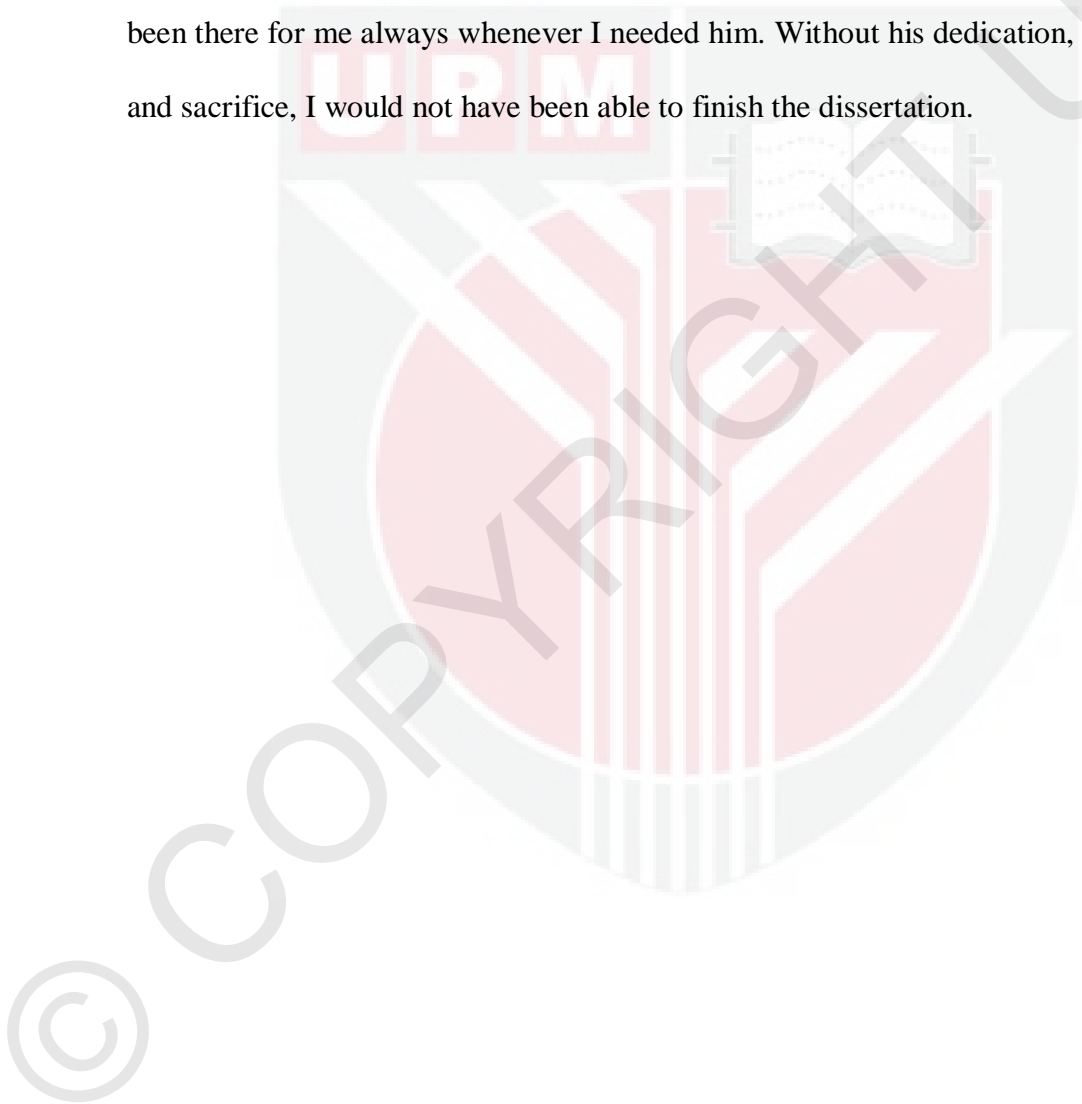 been there for me always whenever I needed him. Without his dedication,
and sacrifice, I would not have been able to finish the dissertation.
UPM
© COPYRIGHT U